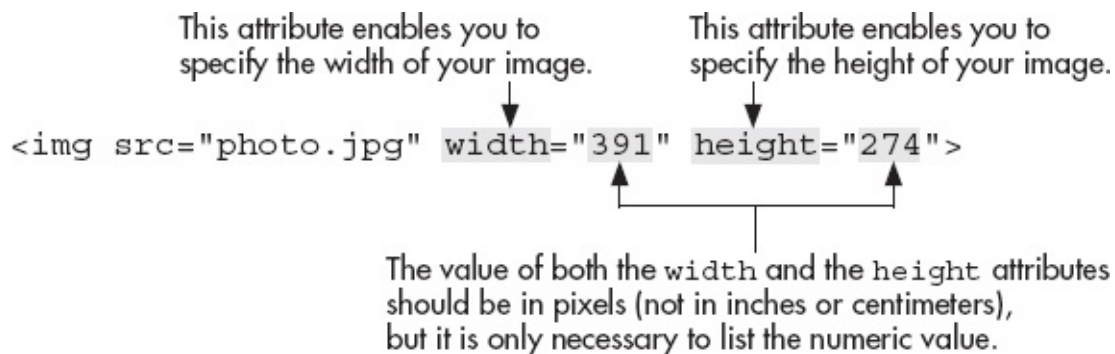 This attribute enables you to
specify the width of your image.
This attribute enables you to
specify the height of your image.
<img src="photo.jpg" width="391" height="274">
The value of both the width and the height attributes
should be in pixels (not in inches or centimeters),
but it is only necessary to list the numeric value.